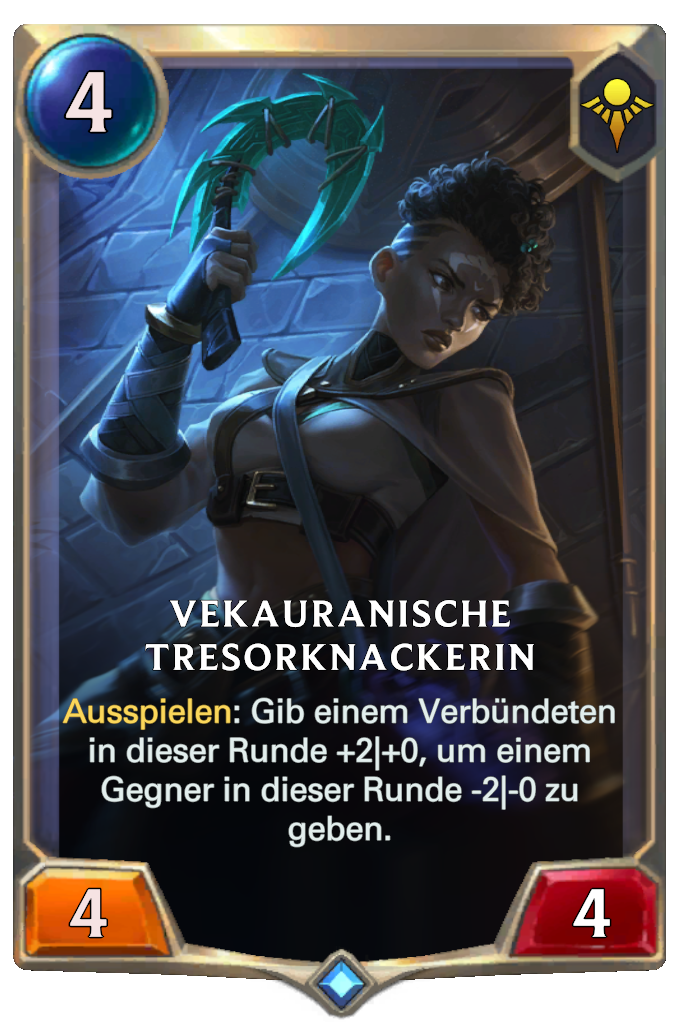 4
VEKAURANISCHE
TRESORKNACKERIN
Ausspielen: Gib einem Verbündeten
in dieser Runde +2|+0, um einem
Gegner in dieser Runde -2|-0 zu
geben.
4
4